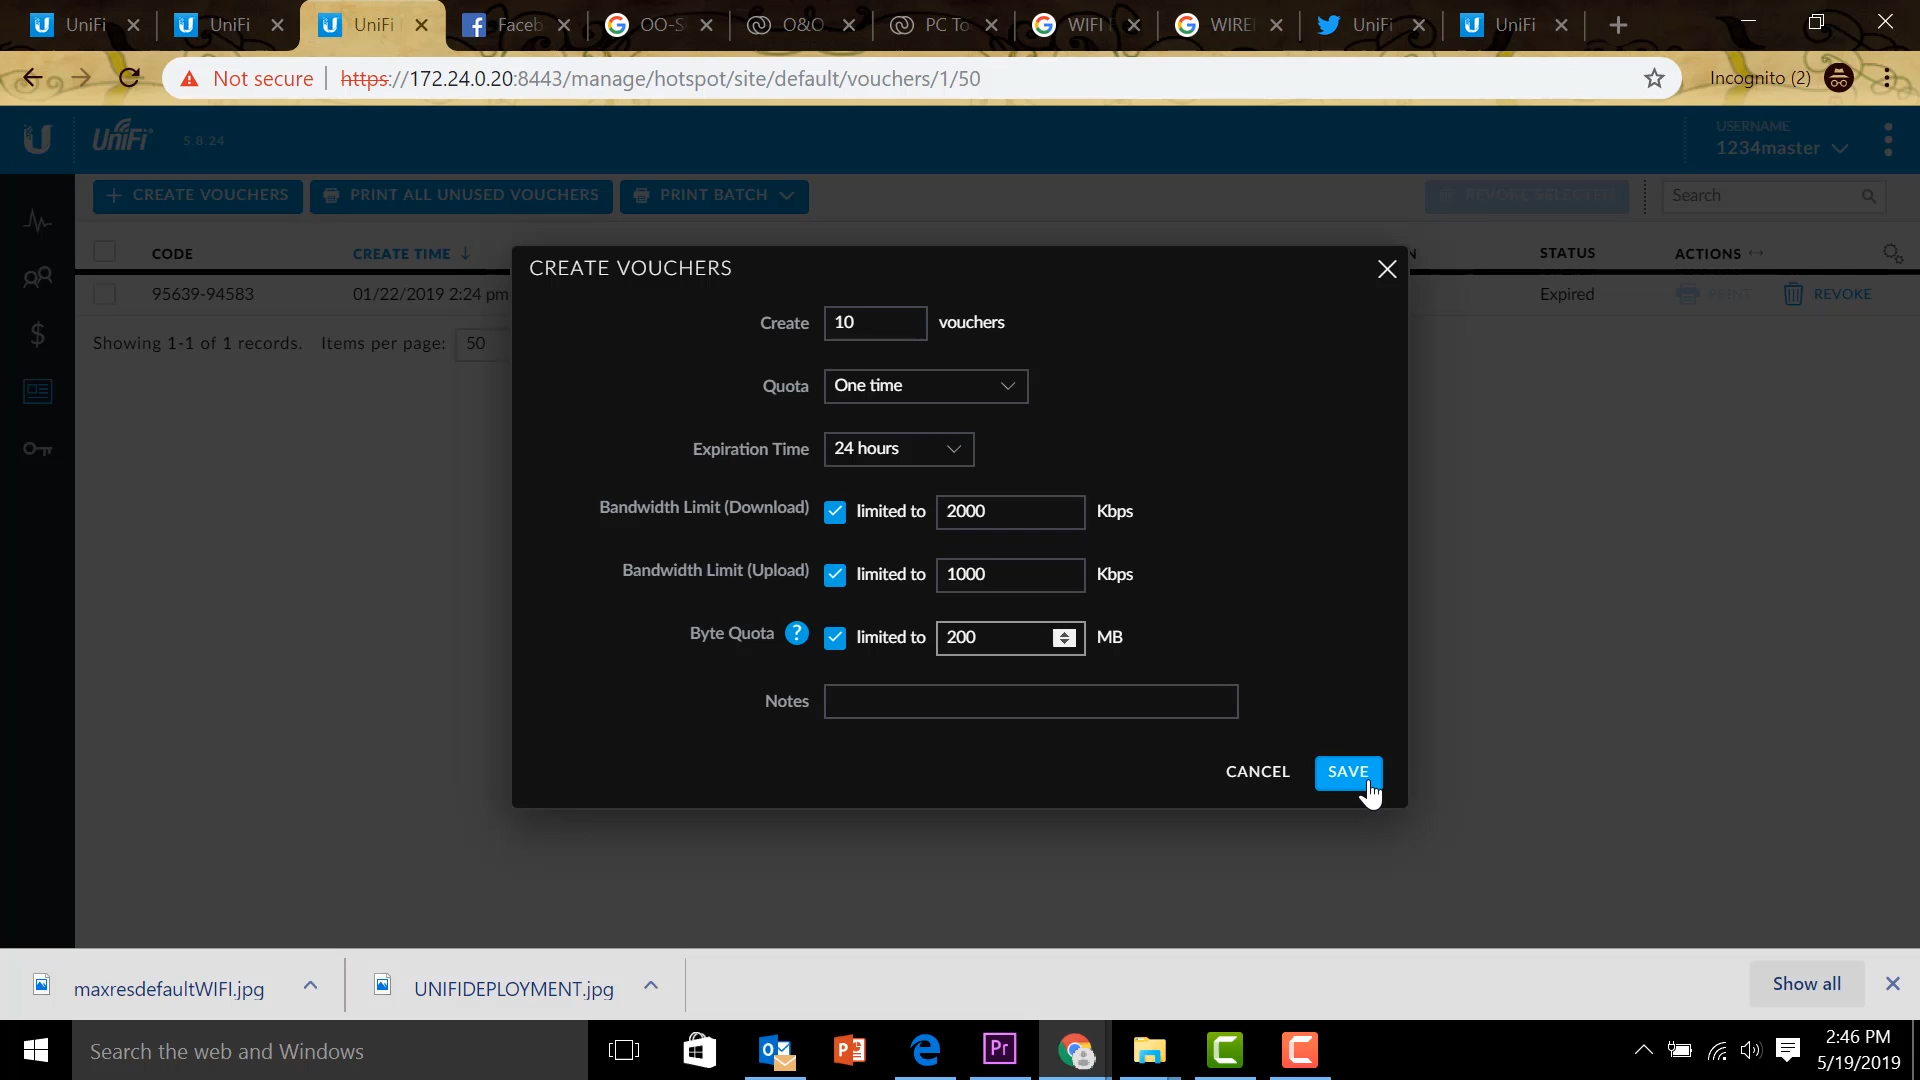 UniFi
UniFi
UniFi
Faceb
OO-S
O&O
PC To
WIFI
WIRE
UniFi
UniFi
Not secure
https://172.24.0.20:8443/manage/hotspot/site/default/vouchers/1/50
Incognito (2)
UniFi
5.8.24
USERNAME
1234master
CREATE VOUCHERS
PRINT ALL UNUSED VOUCHERS
PRINT BATCH
REVOKE SELECTED
Search
CODE
CREATE TIME
N
STATUS
ACTIONS
95639-94583
01/22/2019 2:24 pm
Expired
PRINT
REVOKE
Showing 1-1 of 1 records. Items per page: 50
CREATE VOUCHERS
Create 10 vouchers
Quota One time
Expiration Time 24 hours
Bandwidth Limit (Download) limited to 2000 Kbps
Bandwidth Limit (Upload) limited to 1000 Kbps
Byte Quota ? limited to 200 MB
Notes
CANCEL SAVE
maxresdefaultWIFI.jpg
UNIFIDEPLOYMENT.jpg
Show all
Search the web and Windows
Pr
2:46 PM
5/19/2019